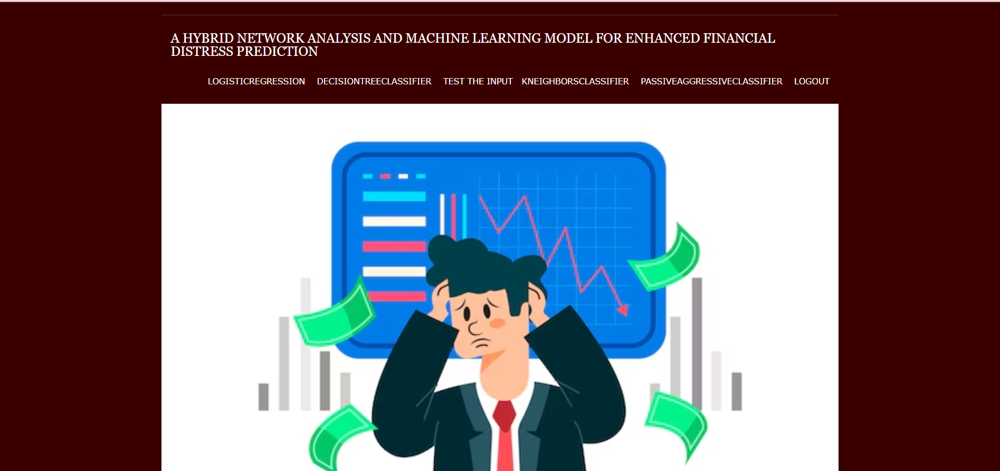 A HYBRID NETWORK ANALYSIS AND MACHINE LEARNING MODEL FOR ENHANCED FINANCIAL
DISTRESS PREDICTION
LOGISTICREGRESSION DECISIONTREECLASSIFIER TEST THE INPUT KNEIGHBORSCLASSIFIER PASSIVEAGGRESSIVECLASSIFIER LOGOUT